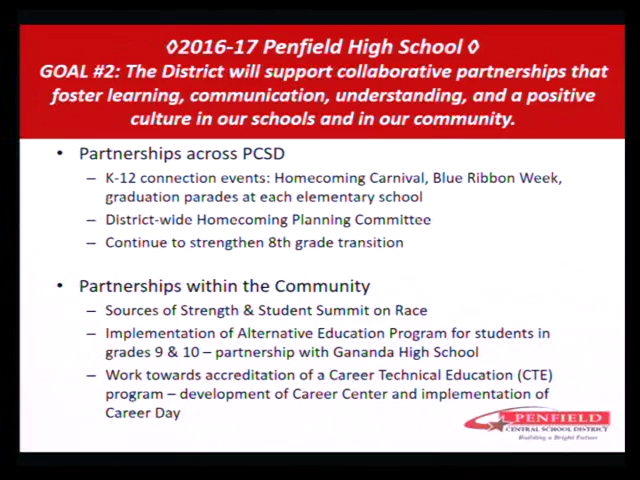 ◊2016-17 Penfield High School ◊
GOAL #2: The District will support collaborative partnerships that
foster learning, communication, understanding, and a positive
culture in our schools and in our community.
• Partnerships across PCSD
– K-12 connection events: Homecoming Carnival, Blue Ribbon Week,
graduation parades at each elementary school
– District-wide Homecoming Planning Committee
– Continue to strengthen 8th grade transition
• Partnerships within the Community
– Sources of Strength & Student Summit on Race
– Implementation of Alternative Education Program for students in
grades 9 & 10 – partnership with Gananda High School
– Work towards accreditation of a Career Technical Education (CTE)
program – development of Career Center and implementation of
Career Day
PENFIELD
CENTRAL SCHOOL DISTRICT
Building a Bright Future